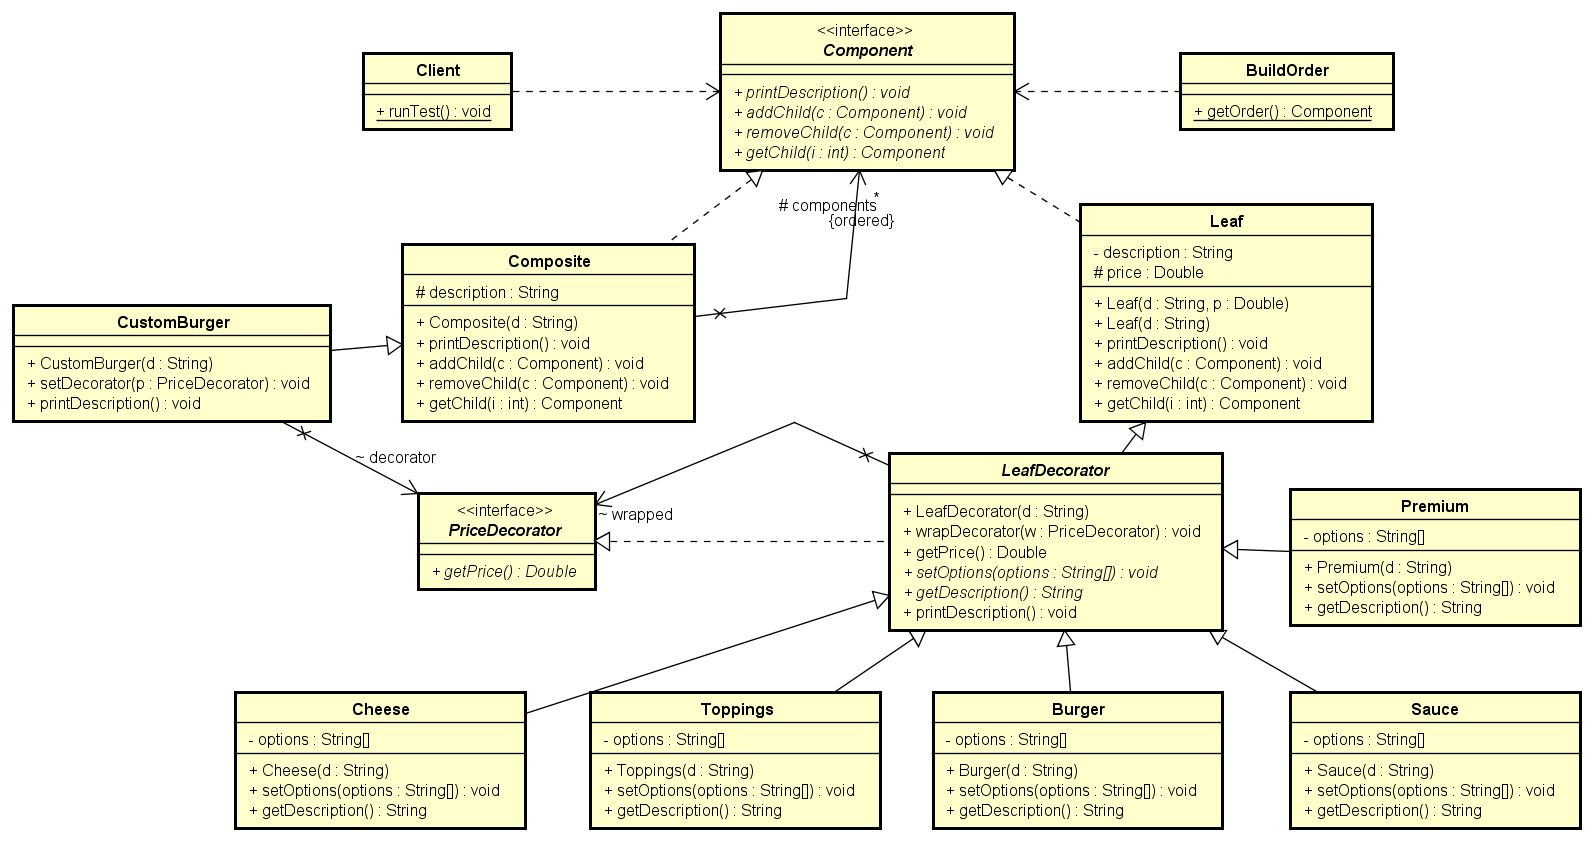 <<interface>>
Component
+ printDescription() : void
+ addChild(c : Component) : void
+ removeChild(c : Component) : void
+ getChild(i : int) : Component
Client
+ runTest() : void
BuildOrder
+ getOrder() : Component
# components
*
{ordered}
Leaf
- description : String
# price : Double
+ Leaf(d : String, p : Double)
+ Leaf(d : String)
+ printDescription() : void
+ addChild(c : Component) : void
+ removeChild(c : Component) : void
+ getChild(i : int) : Component
Composite
# description : String
+ Composite(d : String)
+ printDescription() : void
+ addChild(c : Component) : void
+ removeChild(c : Component) : void
+ getChild(i : int) : Component
CustomBurger
+ CustomBurger(d : String)
+ setDecorator(p : PriceDecorator) : void
+ printDescription() : void
~ decorator
<<interface>>
PriceDecorator
+ getPrice() : Double
~ wrapped
LeafDecorator
+ LeafDecorator(d : String)
+ wrapDecorator(w : PriceDecorator) : void
+ getPrice() : Double
+ setOptions(options : String[]) : void
+ getDescription() : String
+ printDescription() : void
Premium
- options : String[]
+ Premium(d : String)
+ setOptions(options : String[]) : void
+ getDescription() : String
Cheese
- options : String[]
+ Cheese(d : String)
+ setOptions(options : String[]) : void
+ getDescription() : String
Toppings
- options : String[]
+ Toppings(d : String)
+ setOptions(options : String[]) : void
+ getDescription() : String
Burger
- options : String[]
+ Burger(d : String)
+ setOptions(options : String[]) : void
+ getDescription() : String
Sauce
- options : String[]
+ Sauce(d : String)
+ setOptions(options : String[]) : void
+ getDescription() : String